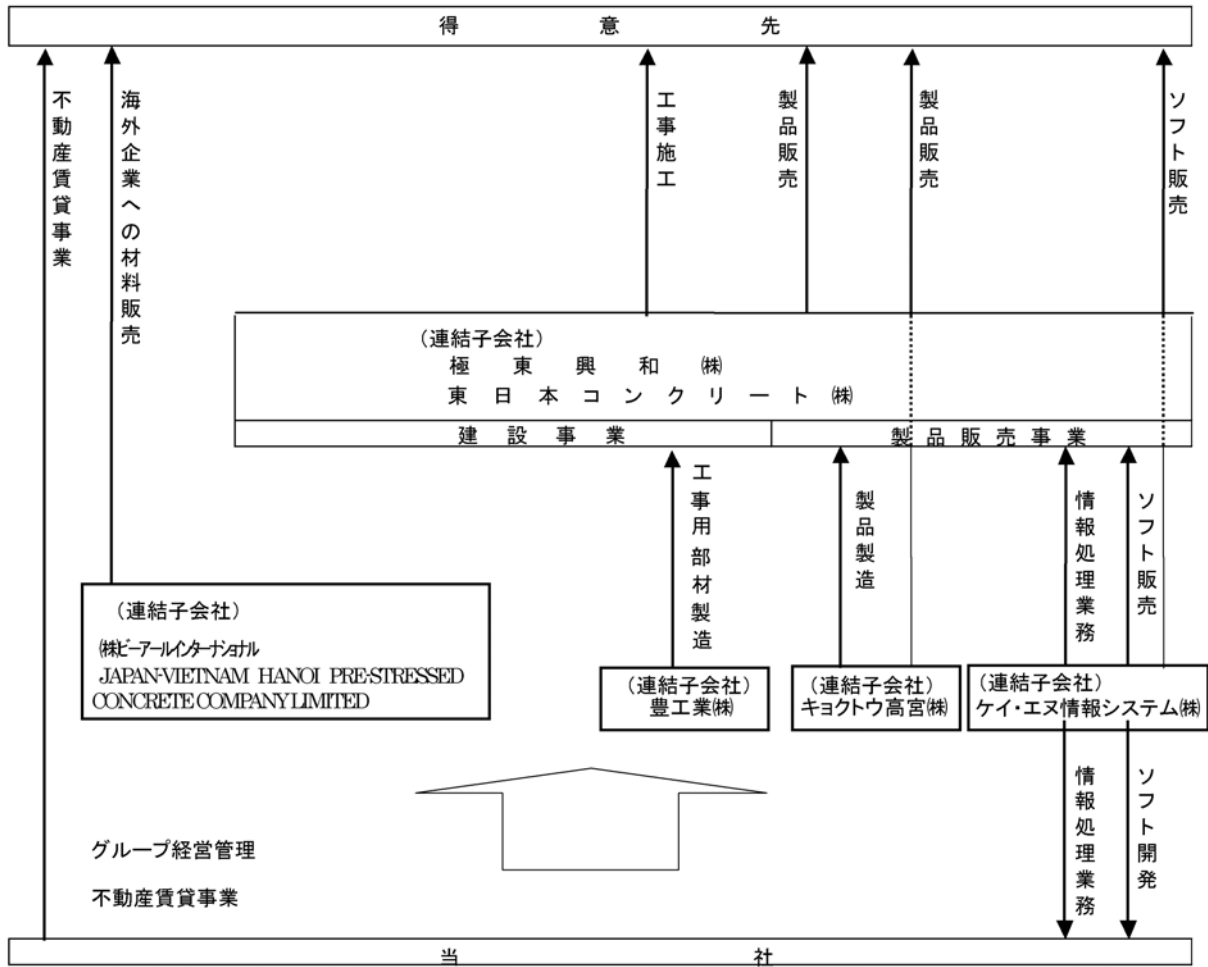 得意先
不動産賃貸事業
海外企業への材料販売
工事施工
製品販売
製品販売
ソフト販売
(連結子会社)
極東興和㈱
東日本コンクリート㈱
建設事業
製品販売事業
工事用部材製造
製品製造
情報処理業務
ソフト販売
(連結子会社)
㈱ビーアールインターナショナル
JAPAN-VIETNAM HANOI PRE-STRESSED
CONCRETE COMPANY LIMITED
(連結子会社)
豊工業㈱
(連結子会社)
キョクトウ高宮㈱
(連結子会社)
ケイ・エヌ情報システム㈱
情報処理業務
ソフト開発
グループ経営管理
不動産賃貸事業
当社